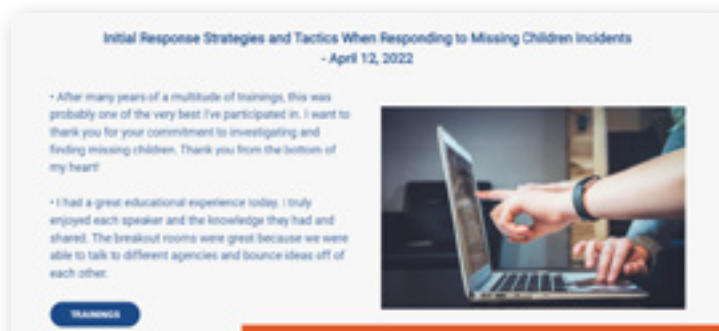 Initial Response Strategies and Tactics When Responding to Missing Children Incidents
- April 12, 2022
• After many years of a multitude of trainings, this was
probably one of the very best I've participated in. I want to
thank you for your commitment to investigating and
finding missing children. Thank you from the bottom of
my heart!
• I had a great educational experience today. I truly
enjoyed each speaker and the knowledge they had and
shared. The breakout rooms were great because we were
able to talk to different agencies and bounce ideas off of
each other.
TRAININGS